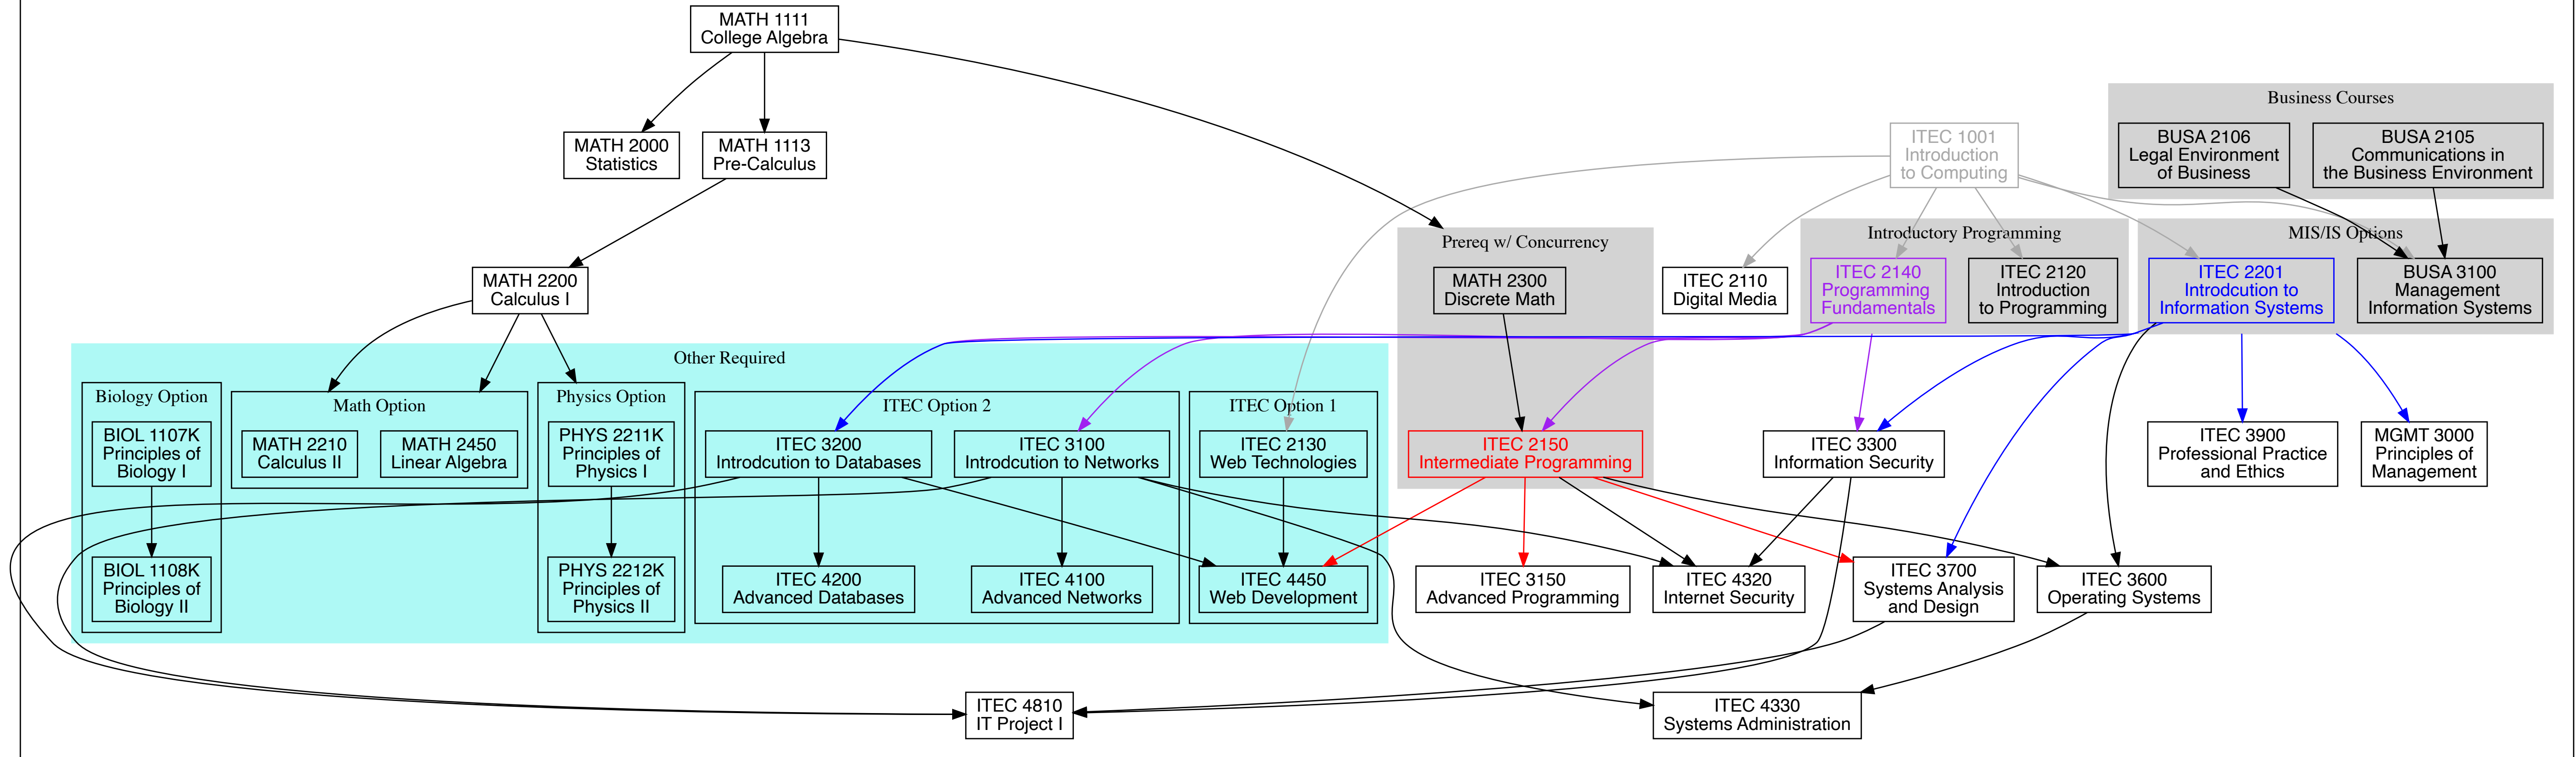 MATH 1111
College Algebra
Business Courses
MATH 2000
Statistics
MATH 1113
Pre-Calculus
ITEC 1001
Introduction
to Computing
BUSA 2106
Legal Environment
of Business
BUSA 2105
Communications in
the Business Environment
Prereq w/ Concurrency
Introductory Programming
MIS/IS Options
MATH 2200
Calculus I
MATH 2300
Discrete Math
ITEC 2110
Digital Media
ITEC 2140
Programming
Fundamentals
ITEC 2120
Introduction
to Programming
ITEC 2201
Introdcution to
Information Systems
BUSA 3100
Management
Information Systems
Other Required
Biology Option
Math Option
Physics Option
ITEC Option 2
ITEC Option 1
BIOL 1107K
Principles of
Biology I
MATH 2210
Calculus II
MATH 2450
Linear Algebra
PHYS 2211K
Principles of
Physics I
ITEC 3200
Introdcution to Databases
ITEC 3100
Introdcution to Networks
ITEC 2130
Web Technologies
ITEC 2150
Intermediate Programming
ITEC 3300
Information Security
ITEC 3900
Professional Practice
and Ethics
MGMT 3000
Principles of
Management
BIOL 1108K
Principles of
Biology II
PHYS 2212K
Principles of
Physics II
ITEC 4200
Advanced Databases
ITEC 4100
Advanced Networks
ITEC 4450
Web Development
ITEC 3150
Advanced Programming
ITEC 4320
Internet Security
ITEC 3700
Systems Analysis
and Design
ITEC 3600
Operating Systems
ITEC 4810
IT Project I
ITEC 4330
Systems Administration